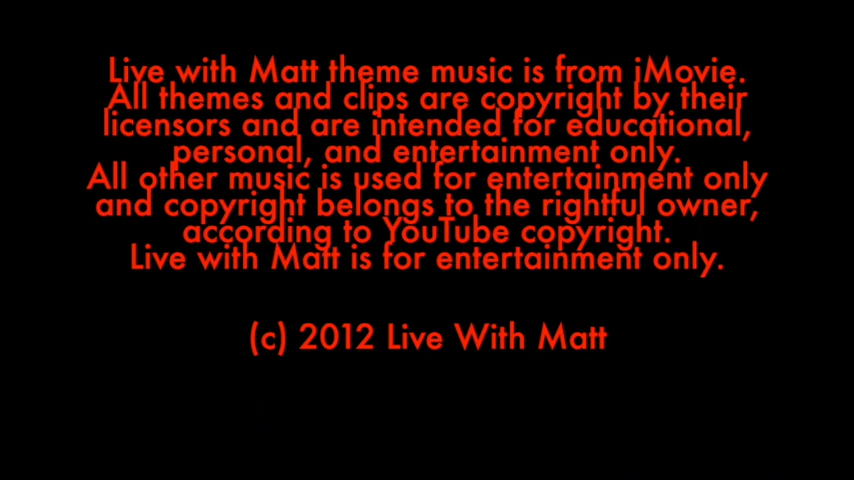 Live with Matt theme music is from iMovie.
All themes and clips are copyright by their
licensors and are intended for educational,
personal, and entertainment only.
All other music is used for entertainment only
and copyright belongs to the rightful owner,
according to YouTube copyright.
Live with Matt is for entertainment only.
(c) 2012 Live With Matt